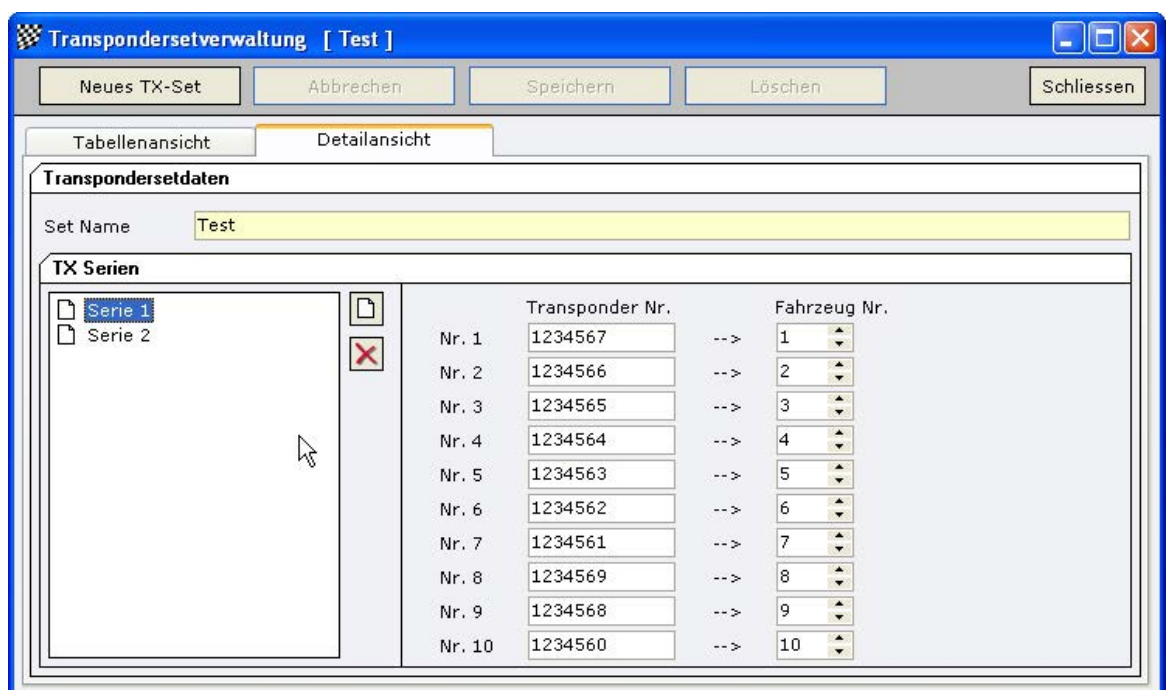 Transpondersetverwaltung [ Test ]
Neues TX-Set Abbrechen Speichern Löschen Schliessen
Tabellenansicht Detailansicht
Transpondersetdaten
Set Name Test
TX Serien
Serie 1
Serie 2
Transponder Nr. Fahrzeug Nr.
Nr. 1 1234567 --> 1
Nr. 2 1234566 --> 2
Nr. 3 1234565 --> 3
Nr. 4 1234564 --> 4
Nr. 5 1234563 --> 5
Nr. 6 1234562 --> 6
Nr. 7 1234561 --> 7
Nr. 8 1234569 --> 8
Nr. 9 1234568 --> 9
Nr. 10 1234560 --> 10